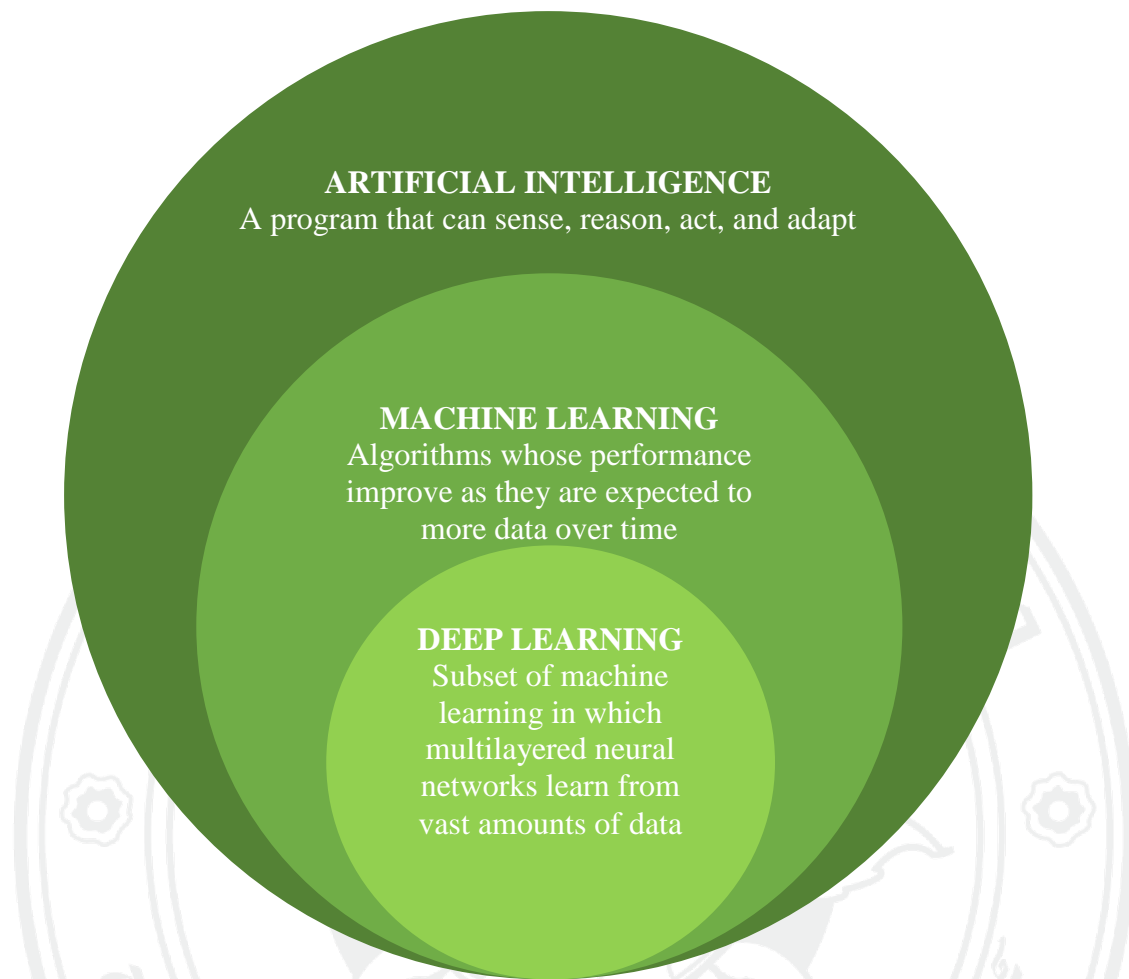 ARTIFICIAL INTELLIGENCE
A program that can sense, reason, act, and adapt
MACHINE LEARNING
Algorithms whose performance
improve as they are expected to
more data over time
DEEP LEARNING
Subset of machine
learning in which
multilayered neural
networks learn from
vast amounts of data